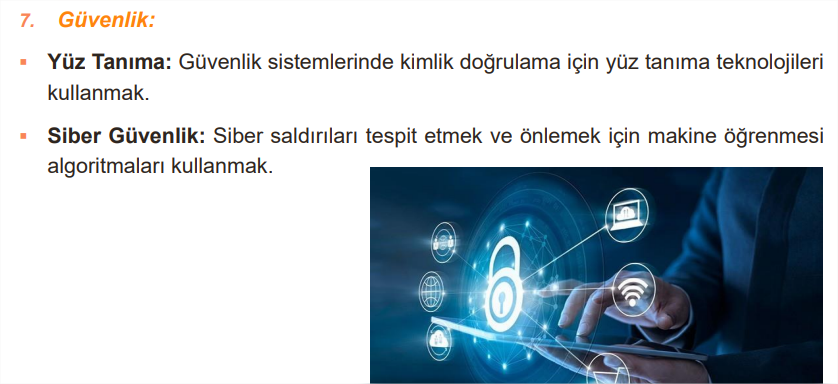 7. Güvenlik:
▪ Yüz Tanıma: Güvenlik sistemlerinde kimlik doğrulama için yüz tanıma teknolojileri
kullanmak.
▪ Siber Güvenlik: Siber saldırıları tespit etmek ve önlemek için makine öğrenmesi
algoritmaları kullanmak.